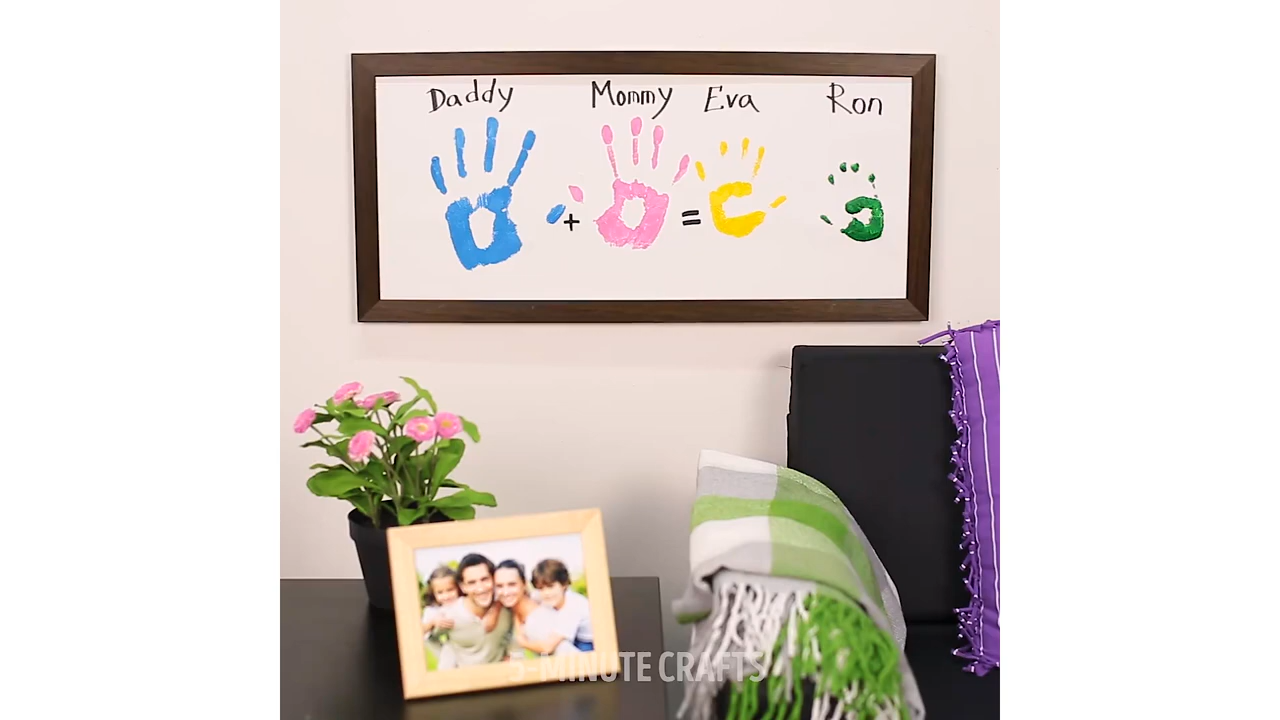 Daddy Mommy Eva Ron
+ =
5-MINUTE CRAFTS